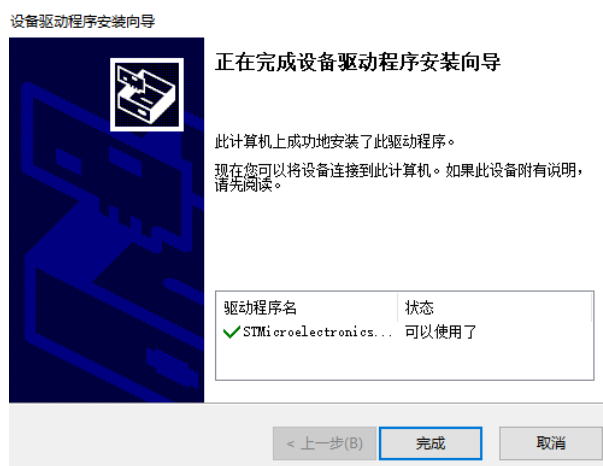 设备驱动程序安装向导
正在完成设备驱动程序安装向导
此计算机上成功地安装了此驱动程序。
现在您可以将设备连接到此计算机。如果此设备附有说明，
请先阅读。
驱动程序名 状态
STMicroelectronics... 可以使用了
< 上一步(B) 完成 取消